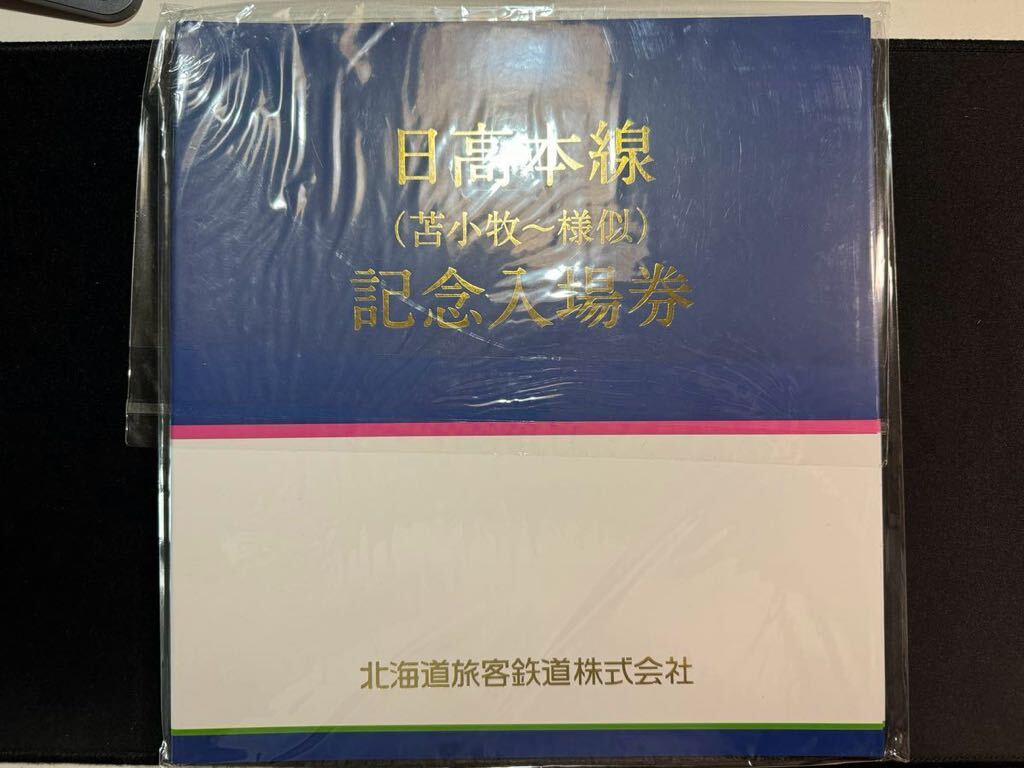 日高本線
（苫小牧〜様似）
記念入場券
北海道旅客鉄道株式会社